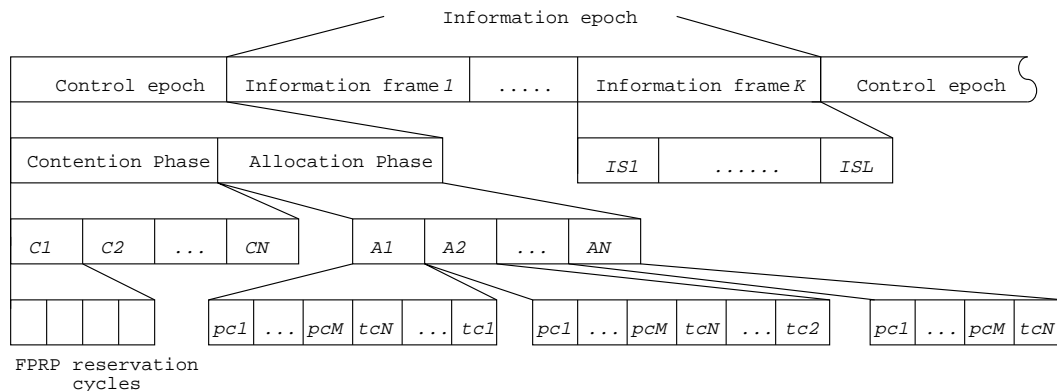 Information epoch
Control epoch Information frame 1 ..... Information frame K Control epoch
Contention Phase Allocation Phase IS1 ...... ISL
C1 C2 ... CN A1 A2 ... AN
pc1 ... pcM tcN ... tc1 pc1 ... pcM tcN ... tc2 pc1 ... pcM tcN
FPRP reservation
cycles